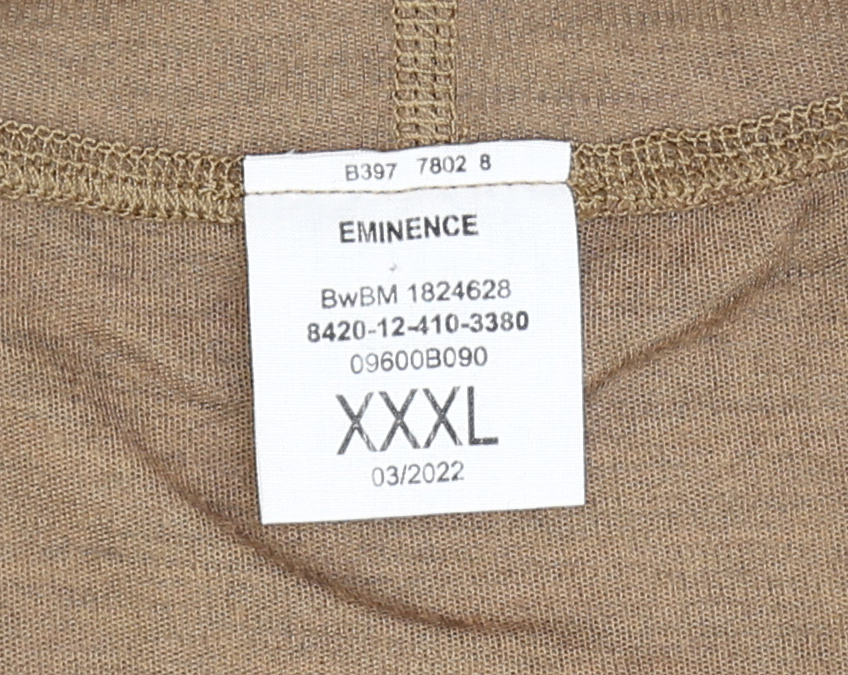 B397 7802 8
EMINENCE
BwBM 1824628
8420-12-410-3380
09600B090
XXXL
03/2022